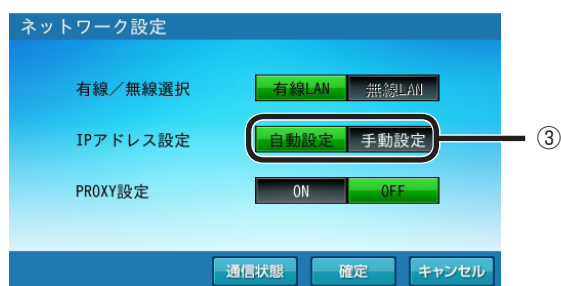 ネットワーク設定
有線／無線選択 有線LAN 無線LAN
IPアドレス設定 自動設定 手動設定 ③
PROXY設定 ON OFF
通信状態 確定 キャンセル